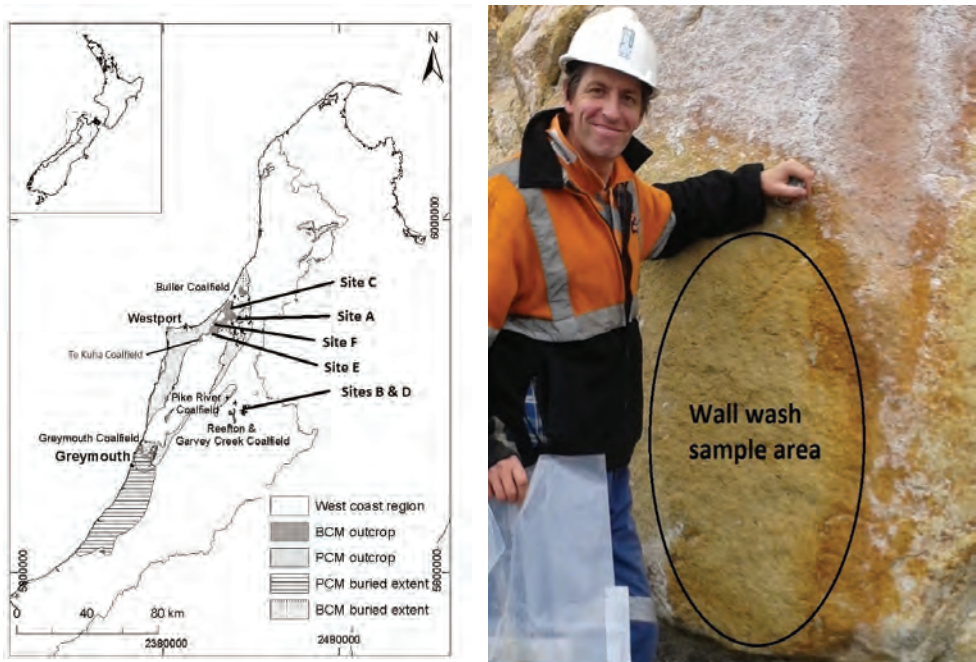 N
6000000
Buller Coalfield
Site C
Westport
Site A
Te Kuha Coalfield
Site F
Site E
Pike River
Coalfield
Sites B & D
Reefton &
Garvey Creek Coalfield
Greymouth Coalfield
Greymouth
West coast region
BCM outcrop
PCM outcrop
PCM buried extent
BCM buried extent
5800000
0 40 80 km
2380000
2480000
Wall wash
sample area